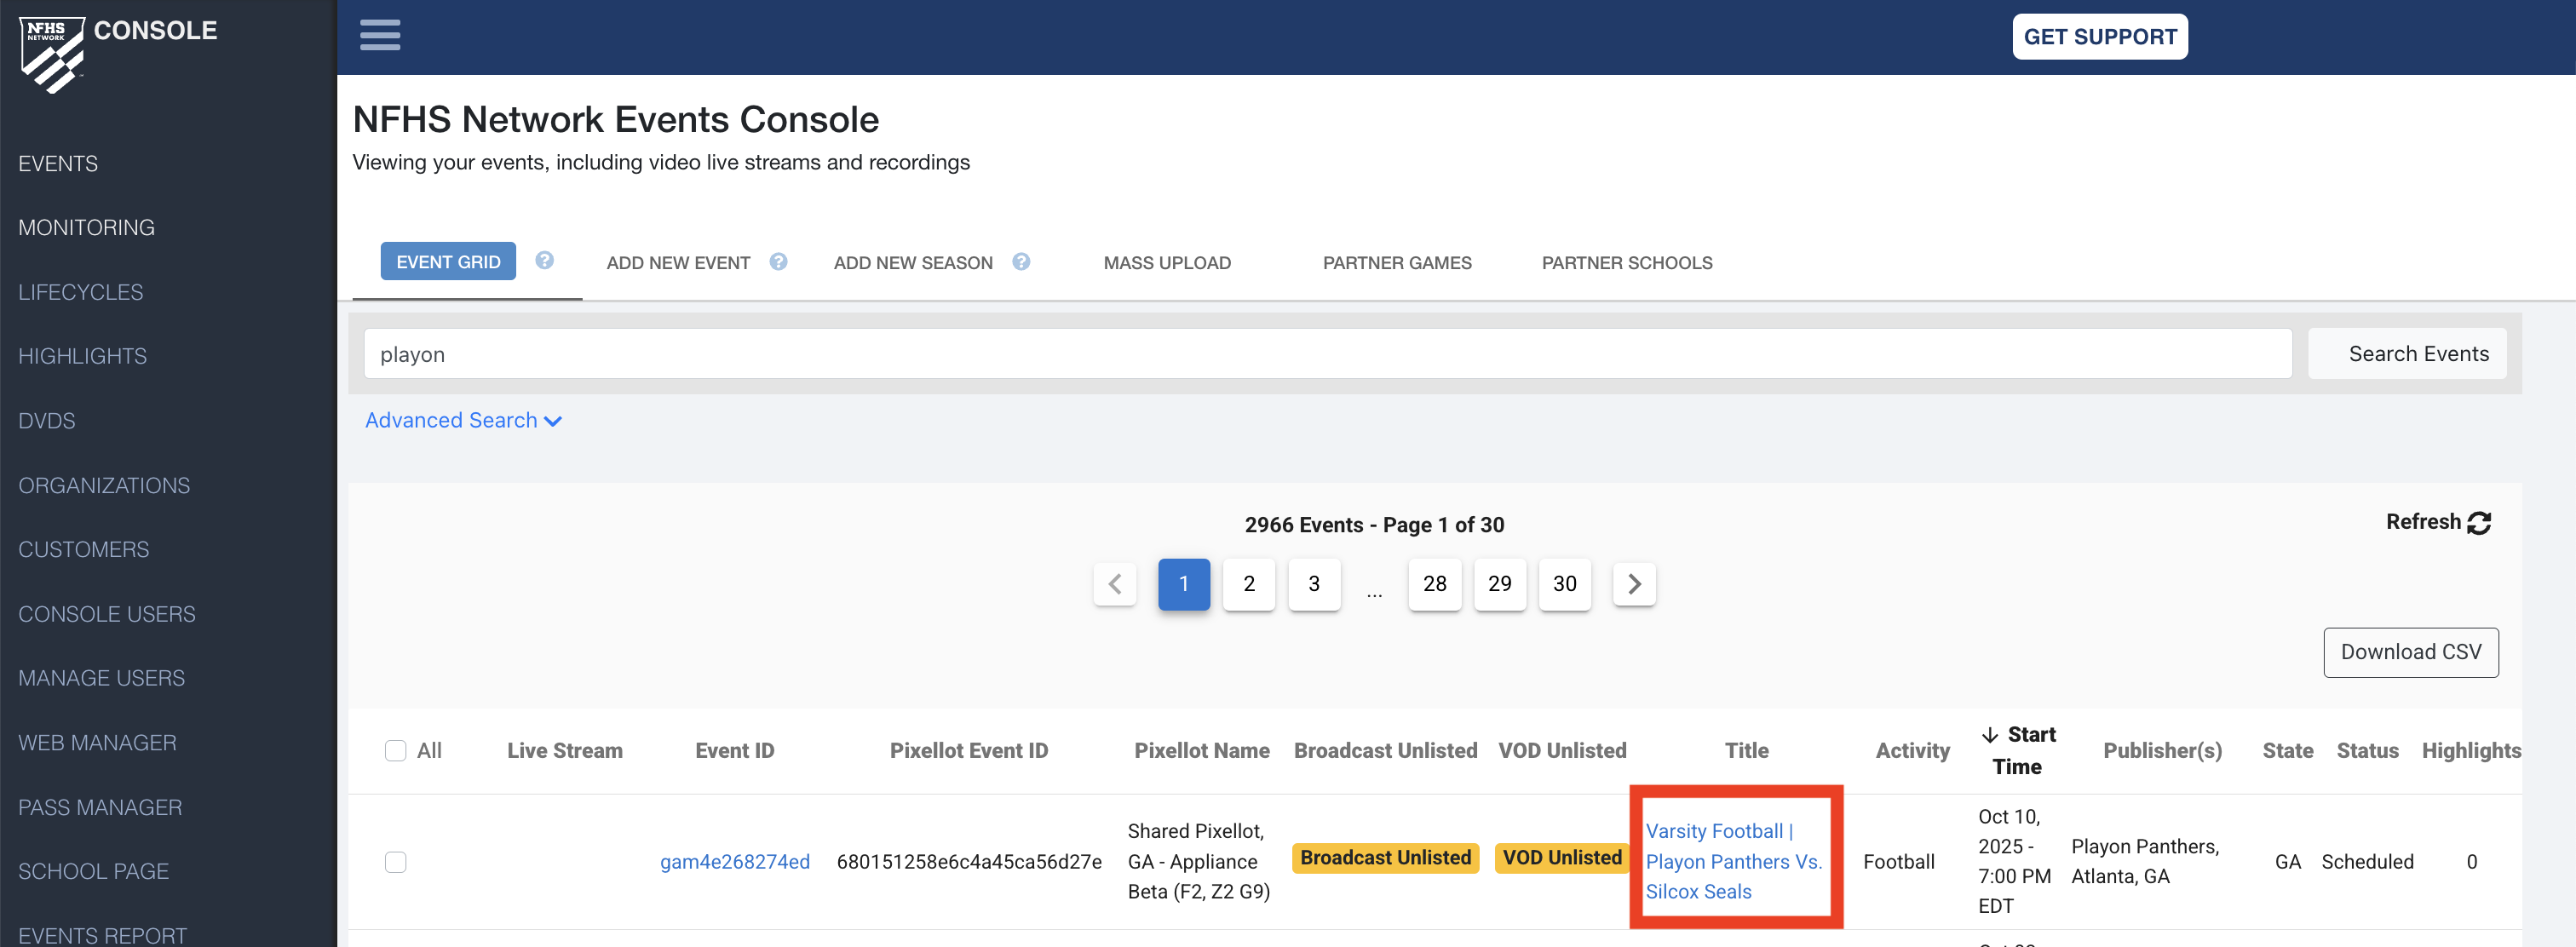 NFHS
NETWORK
CONSOLE
EVENTS
MONITORING
LIFECYCLES
HIGHLIGHTS
DVDS
ORGANIZATIONS
CUSTOMERS
CONSOLE USERS
MANAGE USERS
WEB MANAGER
PASS MANAGER
SCHOOL PAGE
EVENTS REPORT
GET SUPPORT
NFHS Network Events Console
Viewing your events, including video live streams and recordings
EVENT GRID ? ADD NEW EVENT ? ADD NEW SEASON ? MASS UPLOAD PARTNER GAMES PARTNER SCHOOLS
playon Search Events
Advanced Search
2966 Events - Page 1 of 30
Refresh
1 2 3 ... 28 29 30
Download CSV
All Live Stream Event ID Pixellot Event ID Pixellot Name Broadcast Unlisted VOD Unlisted Title Activity ↓ Start Time Publisher(s) State Status Highlights
gam4e268274ed
680151258e6c4a45ca56d27e
Shared Pixellot,
GA - Appliance
Beta (F2, Z2 G9)
Broadcast Unlisted
VOD Unlisted
Varsity Football |
Playon Panthers Vs.
Silcox Seals
Football
Oct 10,
2025 -
7:00 PM
EDT
Playon Panthers,
Atlanta, GA
GA
Scheduled
0